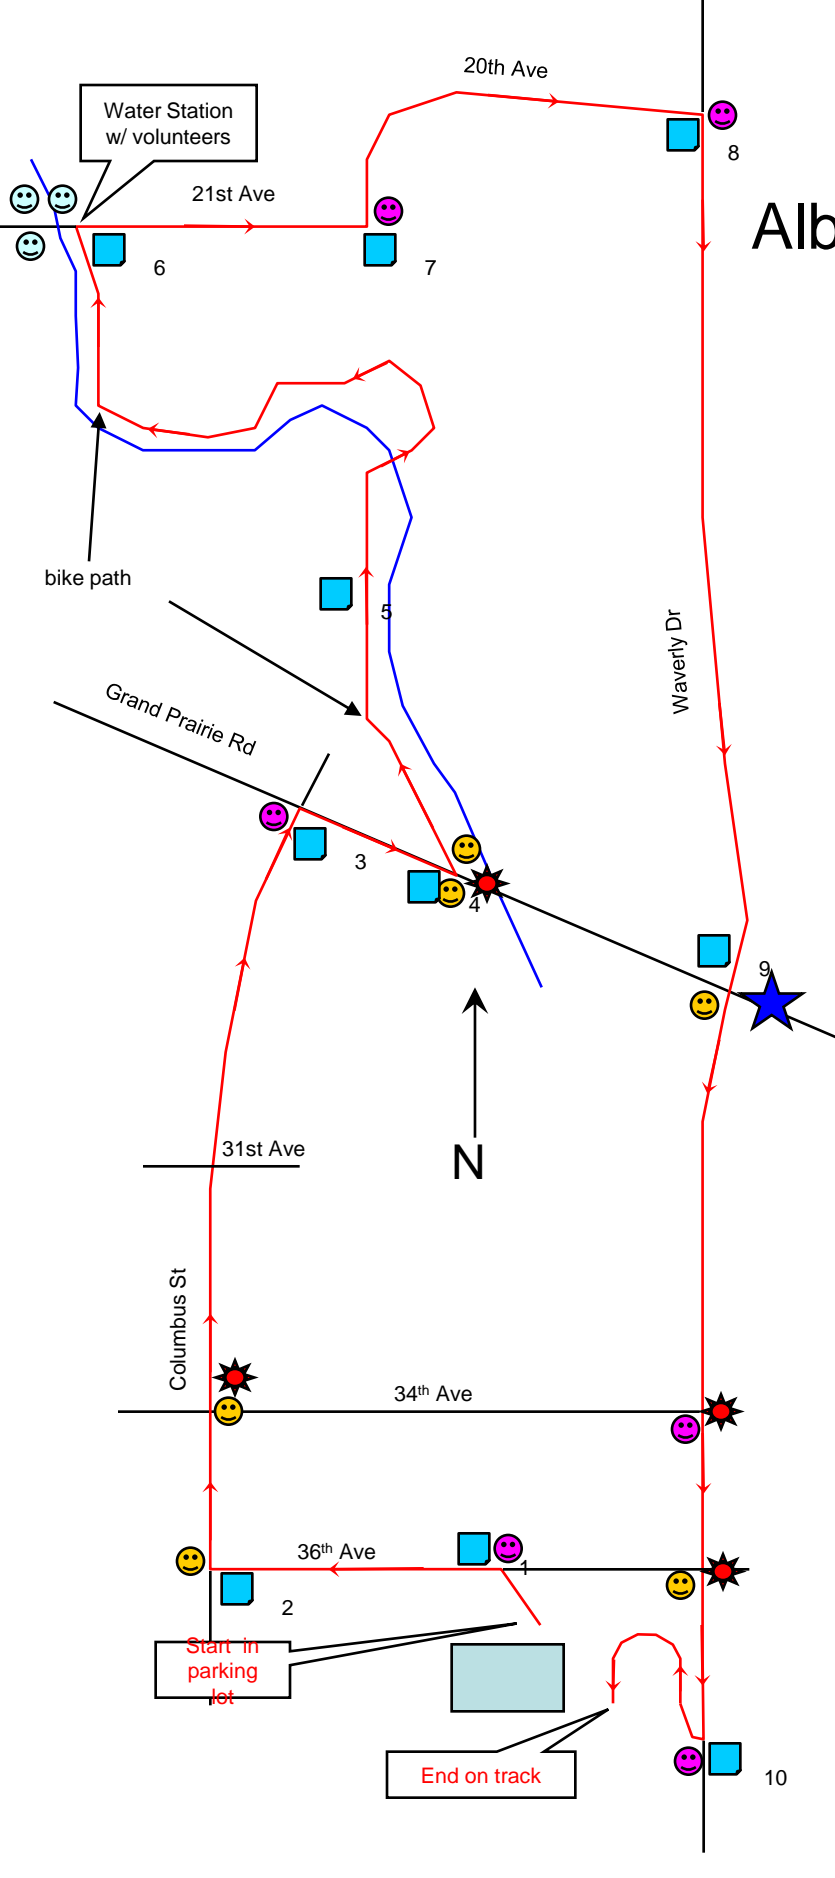 20th Ave
Water Station
w/ volunteers
8
21st Ave
Alb
6
7
bike path
5
Waverly Dr
Grand Prairie Rd
3
4
9
N
31st Ave
Columbus St
34th Ave
36th Ave
1
2
Start in
parking
lot
End on track
10